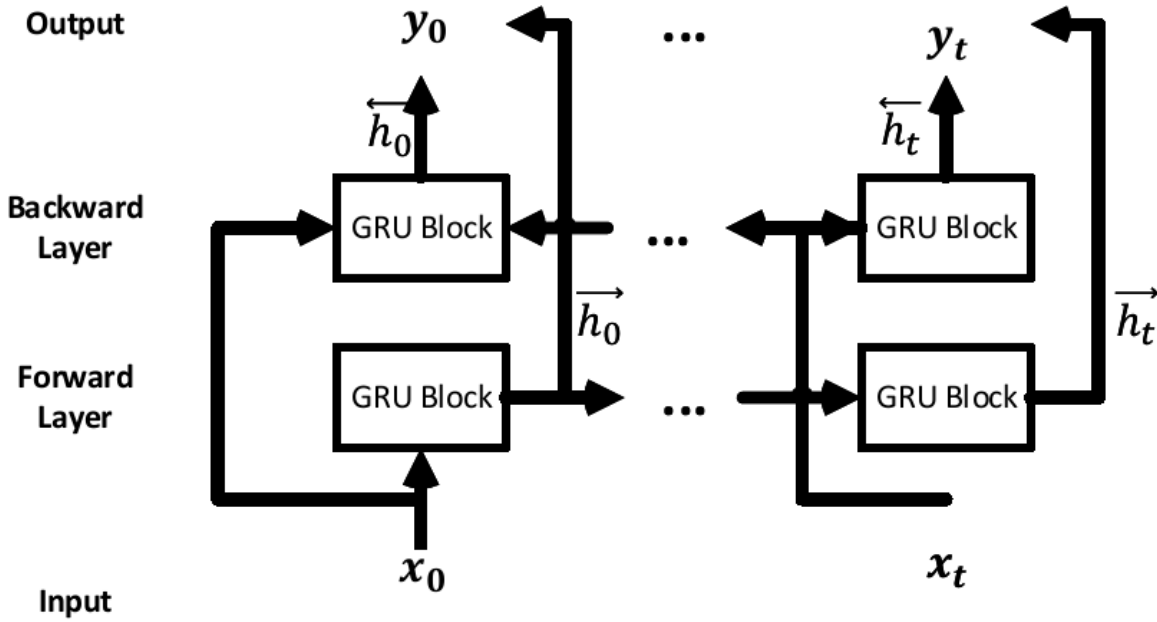 Output
y₀
...
yₜ
←h₀
←hₜ
Backward
Layer
GRU Block
...
GRU Block
→h₀
→hₜ
Forward
Layer
GRU Block
...
GRU Block
x₀
xₜ
Input